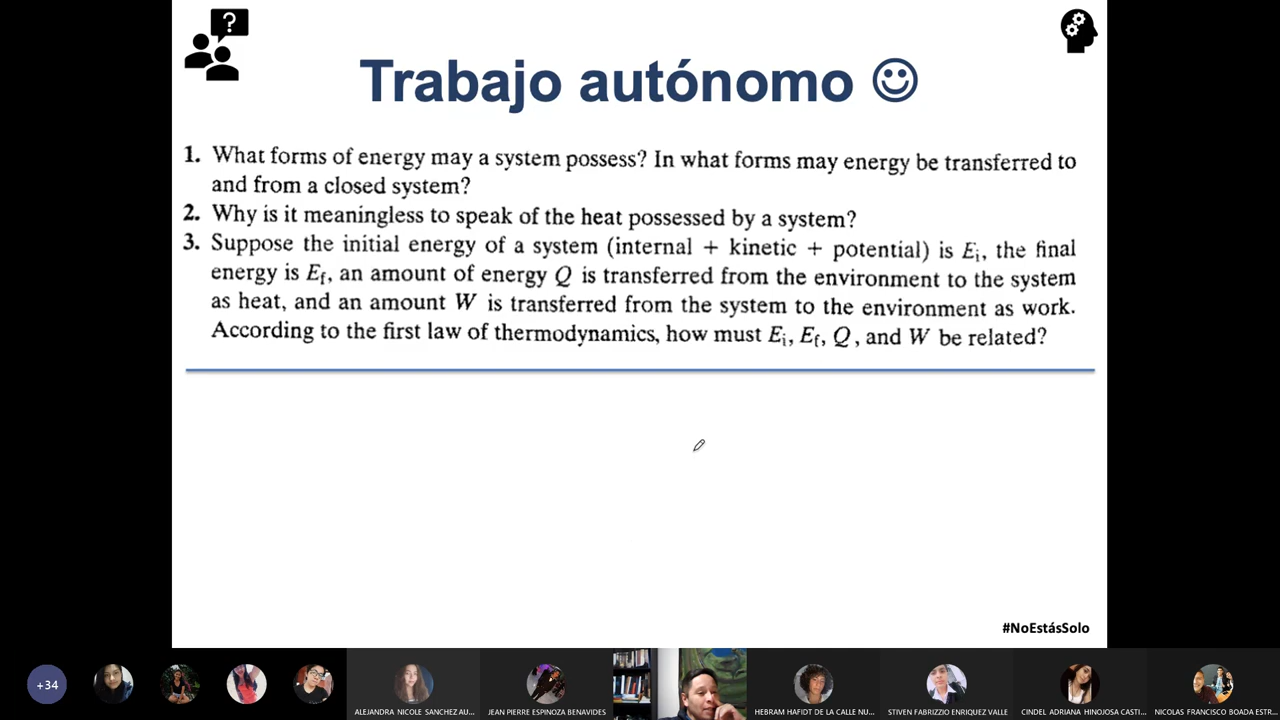 ?
Trabajo autónomo ☺
1. What forms of energy may a system possess? In what forms may energy be transferred to
and from a closed system?
2. Why is it meaningless to speak of the heat possessed by a system?
3. Suppose the initial energy of a system (internal + kinetic + potential) is Ei, the final
energy is Ef, an amount of energy Q is transferred from the environment to the system
as heat, and an amount W is transferred from the system to the environment as work.
According to the first law of thermodynamics, how must Ei, Ef, Q, and W be related?
#NoEstásSolo
+34
ALEJANDRA NICOLE SANCHEZ AU...
JEAN PIERRE ESPINOZA BENAVIDES
HEBRAM HAFIDT DE LA CALLE NU...
STIVEN FABRIZZIO ENRIQUEZ VALLE
CINDEL ADRIANA HINOJOSA CASTI...
NICOLAS FRANCISCO BOADA ESTR...